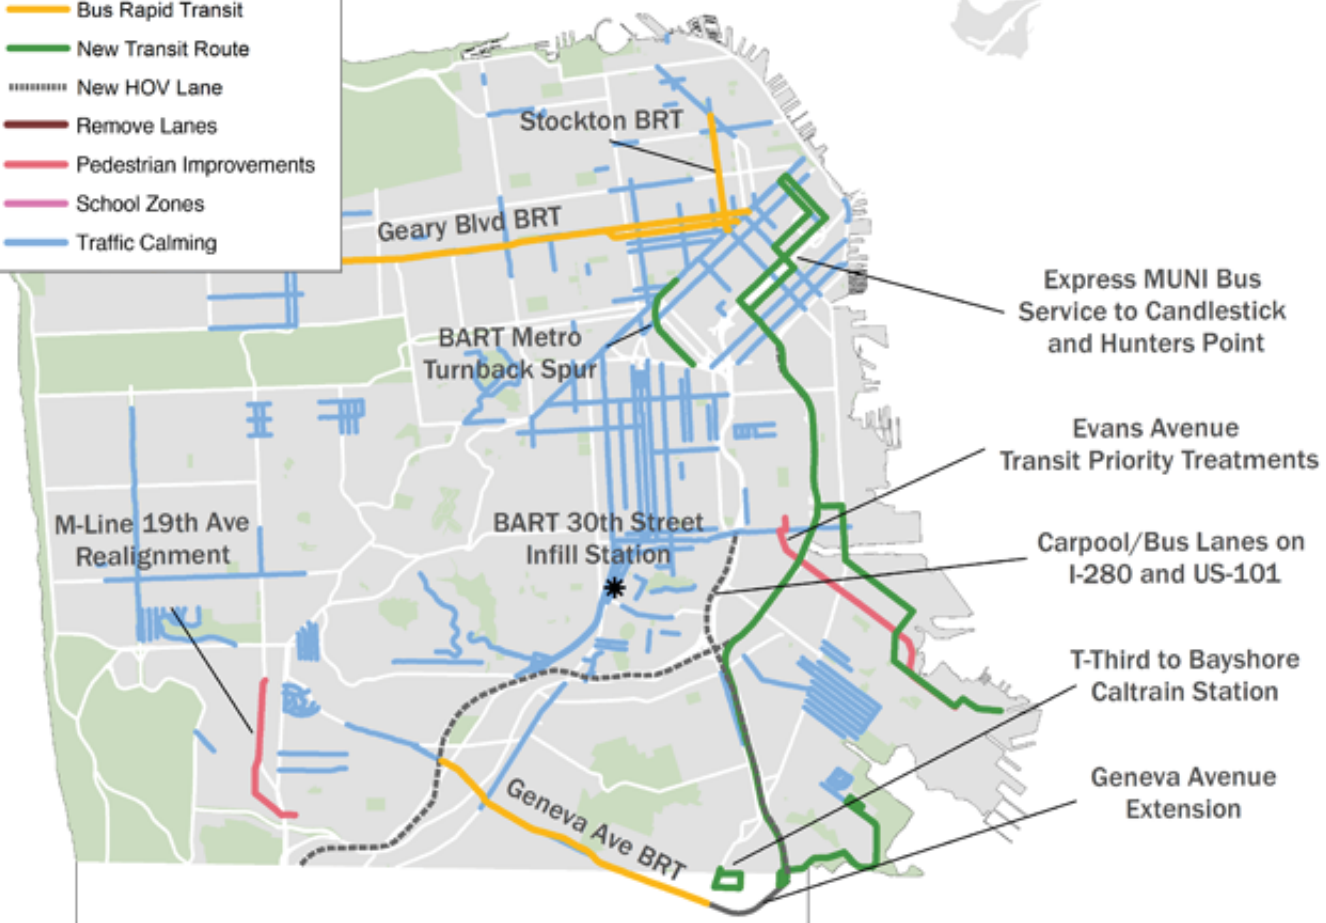 Bus Rapid Transit
New Transit Route
New HOV Lane
Remove Lanes
Pedestrian Improvements
School Zones
Traffic Calming
Stockton BRT
Geary Blvd BRT
Express MUNI Bus
Service to Candlestick
and Hunters Point
BART Metro
Turnback Spur
Evans Avenue
Transit Priority Treatments
M-Line 19th Ave
Realignment
BART 30th Street
Infill Station
Carpool/Bus Lanes on
I-280 and US-101
T-Third to Bayshore
Caltrain Station
Geneva Ave BRT
Geneva Avenue
Extension